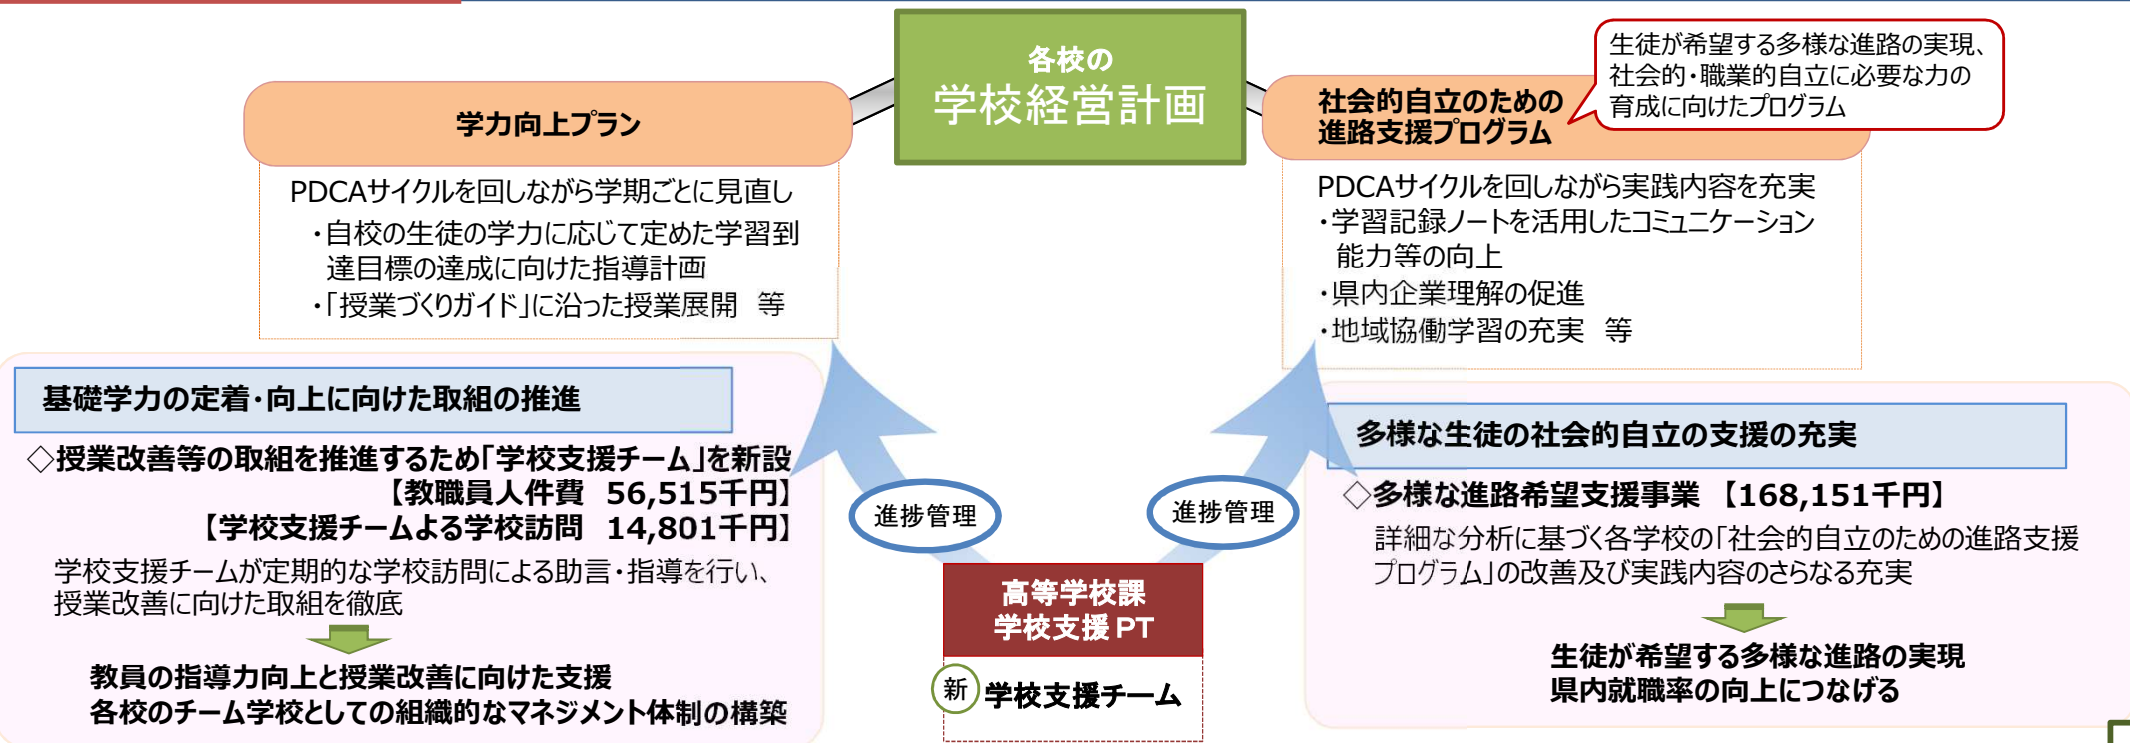 各校の
学校経営計画
学力向上プラン
PDCAサイクルを回しながら学期ごとに見直し
・自校の生徒の学力に応じて定めた学習到
達目標の達成に向けた指導計画
・「授業づくりガイド」に沿った授業展開　等
社会的自立のための
進路支援プログラム
生徒が希望する多様な進路の実現、
社会的・職業的自立に必要な力の
育成に向けたプログラム
PDCAサイクルを回しながら実践内容を充実
・学習記録ノートを活用したコミュニケーション
能力等の向上
・県内企業理解の促進
・地域協働学習の充実　等
基礎学力の定着・向上に向けた取組の推進
◇授業改善等の取組を推進するため「学校支援チーム」を新設
【教職員人件費　56,515千円】
【学校支援チームよる学校訪問　14,801千円】
学校支援チームが定期的な学校訪問による助言・指導を行い、
授業改善に向けた取組を徹底
教員の指導力向上と授業改善に向けた支援
各校のチーム学校としての組織的なマネジメント体制の構築
進捗管理
進捗管理
高等学校課
学校支援PT
新 学校支援チーム
多様な生徒の社会的自立の支援の充実
◇多様な進路希望支援事業　【168,151千円】
詳細な分析に基づく各学校の「社会的自立のための進路支援
プログラム」の改善及び実践内容のさらなる充実
生徒が希望する多様な進路の実現
県内就職率の向上につなげる